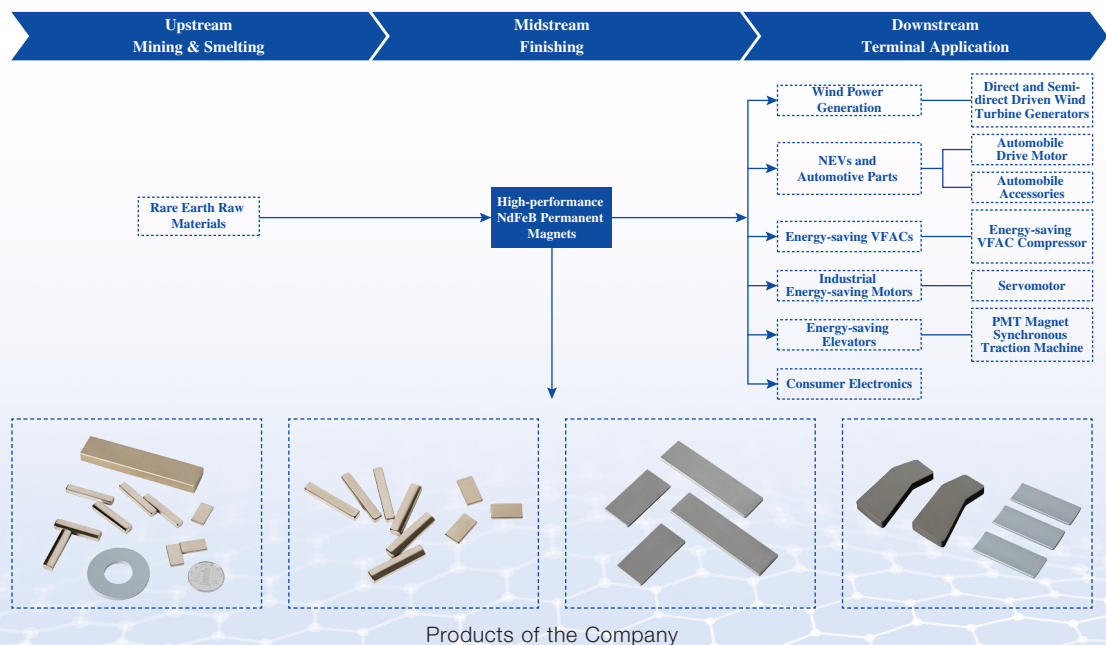 Upstream
Mining & Smelting
Midstream
Finishing
Downstream
Terminal Application
Rare Earth Raw
Materials
High-performance
NdFeB Permanent
Magnets
Wind Power
Generation
Direct and Semi-
direct Driven Wind
Turbine Generators
NEVs and
Automotive Parts
Automobile
Drive Motor
Automobile
Accessories
Energy-saving VFACs
Energy-saving
VFAC Compressor
Industrial
Energy-saving Motors
Servomotor
Energy-saving
Elevators
PMT Magnet
Synchronous
Traction Machine
Consumer Electronics
Products of the Company